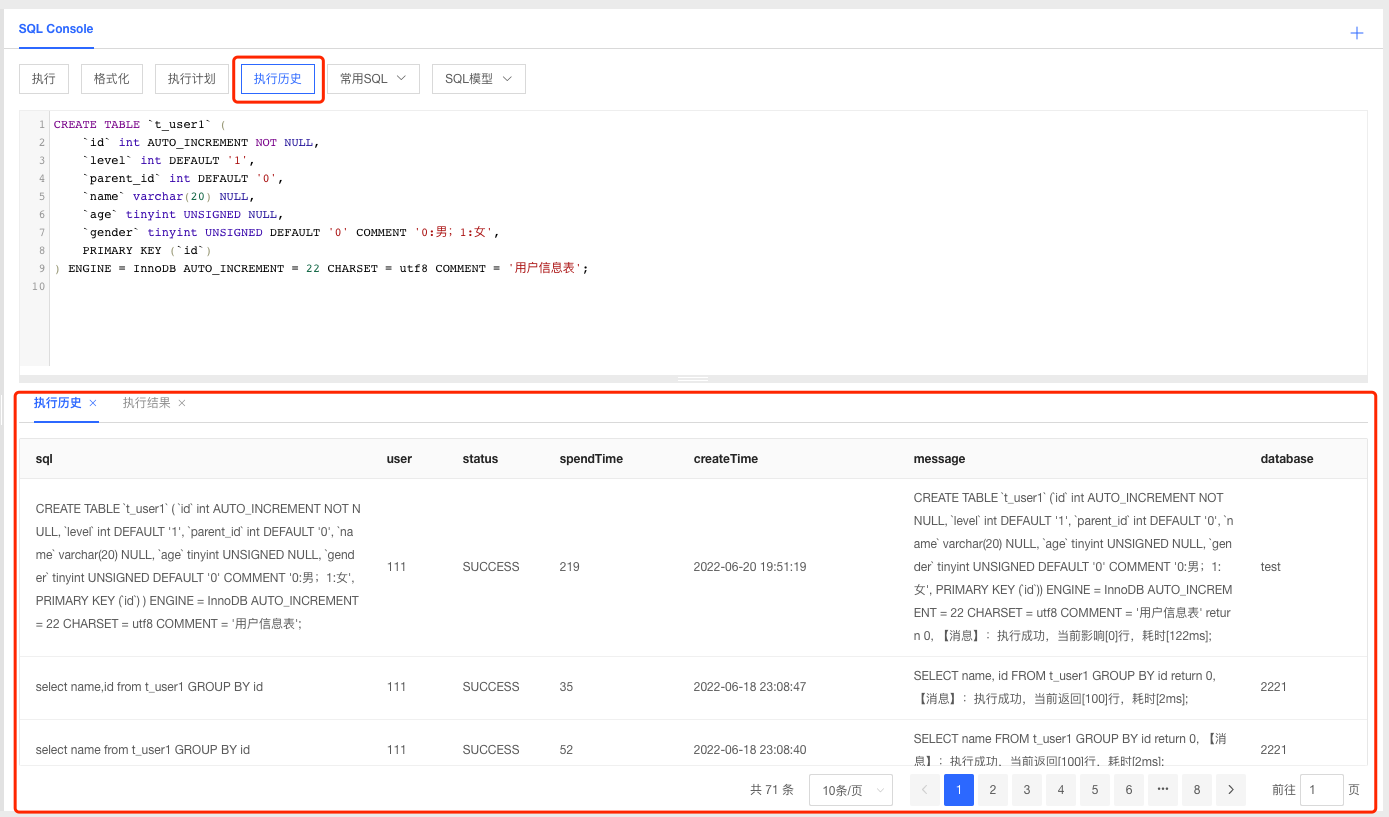 SQL Console
执行 格式化 执行计划 执行历史 常用SQL SQL模型
1 CREATE TABLE `t_user1` (
2 `id` int AUTO_INCREMENT NOT NULL,
3 `level` int DEFAULT '1',
4 `parent_id` int DEFAULT '0',
5 `name` varchar(20) NULL,
6 `age` tinyint UNSIGNED NULL,
7 `gender` tinyint UNSIGNED DEFAULT '0' COMMENT '0:男；1:女',
8 PRIMARY KEY (`id`)
9 ) ENGINE = InnoDB AUTO_INCREMENT = 22 CHARSET = utf8 COMMENT = '用户信息表';
10
执行历史 × 执行结果 ×
sql user status spendTime createTime message database
CREATE TABLE `t_user1` ( `id` int AUTO_INCREMENT NOT N
ULL, `level` int DEFAULT '1', `parent_id` int DEFAULT '0', `na
me` varchar(20) NULL, `age` tinyint UNSIGNED NULL, `gend
er` tinyint UNSIGNED DEFAULT '0' COMMENT '0:男；1:女',
PRIMARY KEY (`id`) ) ENGINE = InnoDB AUTO_INCREMENT
= 22 CHARSET = utf8 COMMENT = '用户信息表';
111
SUCCESS
219
2022-06-20 19:51:19
CREATE TABLE `t_user1` (`id` int AUTO_INCREMENT NOT
NULL, `level` int DEFAULT '1', `parent_id` int DEFAULT '0', `n
ame` varchar(20) NULL, `age` tinyint UNSIGNED NULL, `gen
der` tinyint UNSIGNED DEFAULT '0' COMMENT '0:男；1:
女', PRIMARY KEY (`id`)) ENGINE = InnoDB AUTO_INCREM
ENT = 22 CHARSET = utf8 COMMENT = '用户信息表' retur
n 0, 【消息】：执行成功，当前影响[0]行，耗时[122ms];
test
select name,id from t_user1 GROUP BY id
111
SUCCESS
35
2022-06-18 23:08:47
SELECT name, id FROM t_user1 GROUP BY id return 0,
【消息】：执行成功，当前返回[100]行，耗时[2ms];
2221
select name from t_user1 GROUP BY id
111
SUCCESS
52
2022-06-18 23:08:40
SELECT name FROM t_user1 GROUP BY id return 0, 【消
息】：执行成功，当前返回[100]行，耗时[2ms];
2221
共 71 条 10条/页 1 2 3 4 5 6 ••• 8 前往 1 页